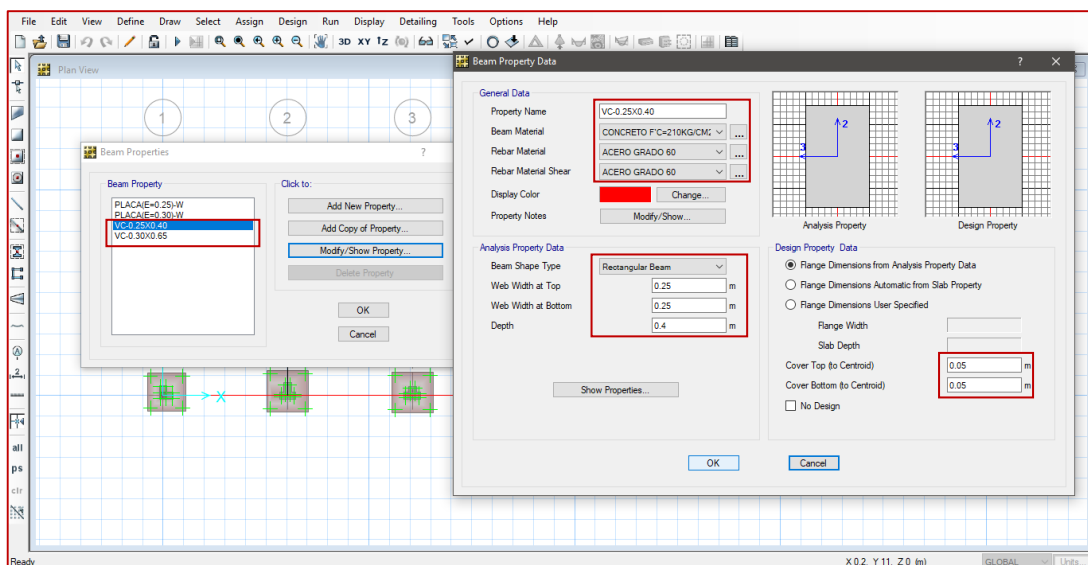 File Edit View Define Draw Select Assign Design Run Display Detailing Tools Options Help
3D XY
Plan View
1 2 3
X
all
ps
clr
Beam Properties ?
Beam Property
PLACA(E=0.25)-W
PLACA(E=0.30)-W
VC-0.25X0.40
VC-0.30X0.65
Click to:
Add New Property...
Add Copy of Property...
Modify/Show Property...
Delete Property
OK
Cancel
Beam Property Data ?
General Data
Property Name VC-0.25X0.40
Beam Material CONCRETO F'C=210KG/CM2 ...
Rebar Material ACERO GRADO 60 ...
Rebar Material Shear ACERO GRADO 60 ...
Display Color Change...
Property Notes Modify/Show...
2
3
Analysis Property
2
3
Design Property
Analysis Property Data
Beam Shape Type Rectangular Beam
Web Width at Top 0.25 m
Web Width at Bottom 0.25 m
Depth 0.4 m
Show Properties...
Design Property Data
Flange Dimensions from Analysis Property Data
Flange Dimensions Automatic from Slab Property
Flange Dimensions User Specified
Flange Width
Slab Depth
Cover Top (to Centroid) 0.05 m
Cover Bottom (to Centroid) 0.05 m
No Design
OK
Cancel
Ready X 0.2, Y 11, Z 0 (m) GLOBAL Units